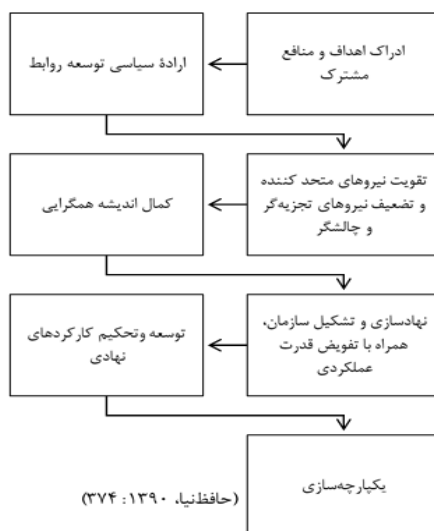 ادراک اهداف و منافع
مشترک
ارادهٔ سیاسی توسعه روابط
تقویت نیروهای متحد کننده
و تضعیف نیروهای تجزیه‌گر
و چالشگر
کمال اندیشه همگرایی
نهادسازی و تشکیل سازمان،
همراه با تفویض قدرت
عملکردی
توسعه وتحکیم کارکردهای
نهادی
یکپارچه‌سازی
(حافظ‌نیا، ۱۳۹۰: ۳۷۴)